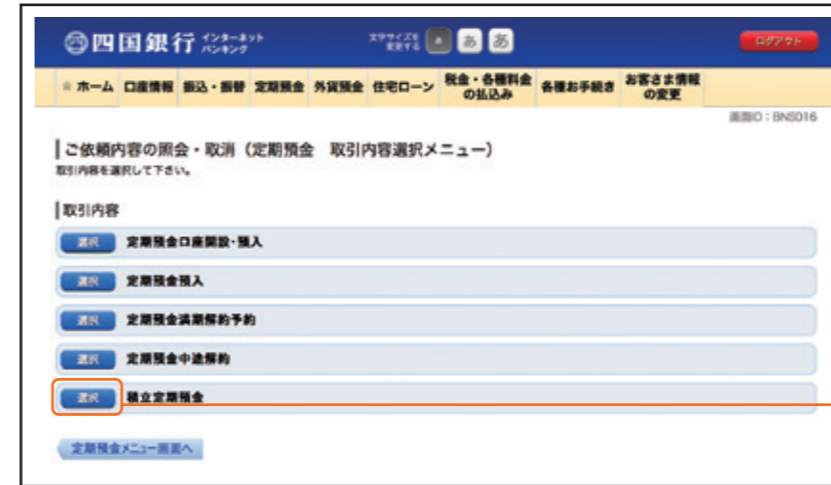 四国銀行 インターネットバンキング
文字サイズを変更する あ あ あ
ログアウト
ホーム 口座情報 振込・振替 定期預金 外貨預金 住宅ローン 税金・各種料金の払込み 各種お手続き お客さま情報の変更
画面ID:BNS016
ご依頼内容の照会・取消（定期預金　取引内容選択メニュー）
取引内容を選択して下さい。
取引内容
選択 定期預金口座開設・預入
選択 定期預金預入
選択 定期預金満期解約予約
選択 定期預金中途解約
選択 積立定期預金
定期預金メニュー画面へ